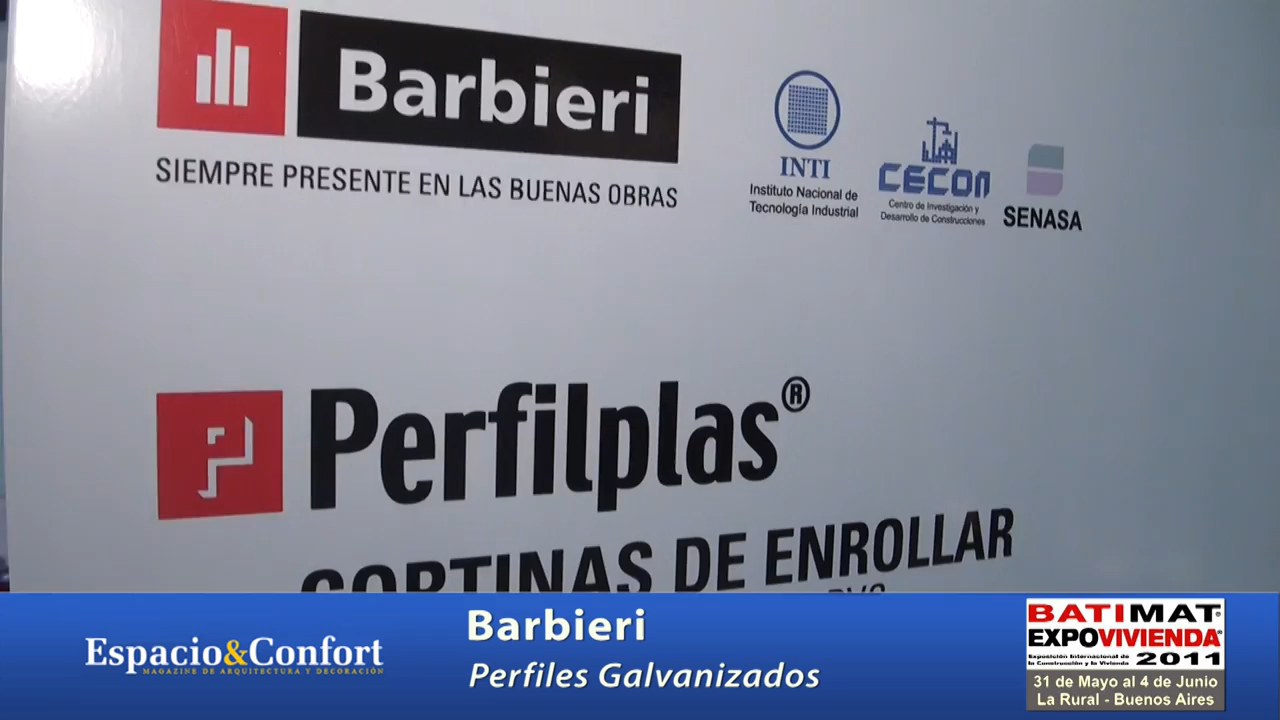 Barbieri
SIEMPRE PRESENTE EN LAS BUENAS OBRAS
INTI
Instituto Nacional de
Tecnología Industrial
CECON
Centro de Investigación y
Desarrollo de Construcciones
SENASA
Perfilplas®
CORTINAS DE ENROLLAR
PVC
Barbieri
Perfiles Galvanizados
Espacio&Confort
MAGAZINE DE ARQUITECTURA Y DECORACIÓN
BATIMAT®
EXPOVIVIENDA®
Exposición Internacional de
la Construcción y la Vivienda 2011
31 de Mayo al 4 de Junio
La Rural - Buenos Aires